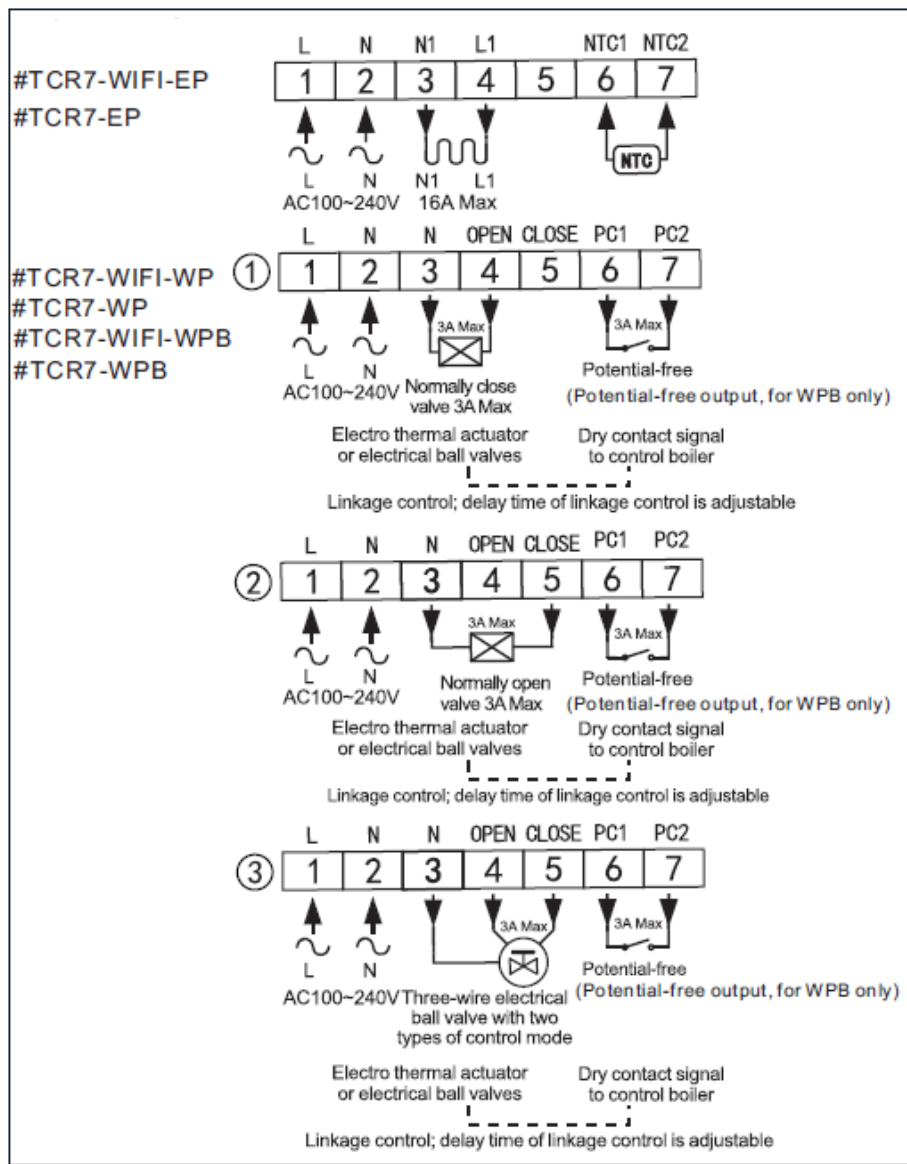 L N N1 L1 NTC1 NTC2
#TCR7-WIFI-EP
1 2 3 4 5 6 7
#TCR7-EP
NTC
L N N1 L1
AC100~240V 16A Max
L N N OPEN CLOSE PC1 PC2
#TCR7-WIFI-WP
① 1 2 3 4 5 6 7
#TCR7-WP
#TCR7-WIFI-WPB
#TCR7-WPB
3A Max 3A Max
L N
AC100~240V
Normally close
valve 3A Max
Potential-free
(Potential-free output, for WPB only)
Electro thermal actuator
or electrical ball valves
Dry contact signal
to control boiler
Linkage control; delay time of linkage control is adjustable
L N N OPEN CLOSE PC1 PC2
② 1 2 3 4 5 6 7
3A Max 3A Max
L N
AC100~240V
Normally open
valve 3A Max
Potential-free
(Potential-free output, for WPB only)
Electro thermal actuator
or electrical ball valves
Dry contact signal
to control boiler
Linkage control; delay time of linkage control is adjustable
L N N OPEN CLOSE PC1 PC2
③ 1 2 3 4 5 6 7
3A Max 3A Max
L N
AC100~240V
Three-wire electrical
ball valve with two
types of control mode
Potential-free
(Potential-free output, for WPB only)
Electro thermal actuator
or electrical ball valves
Dry contact signal
to control boiler
Linkage control; delay time of linkage control is adjustable